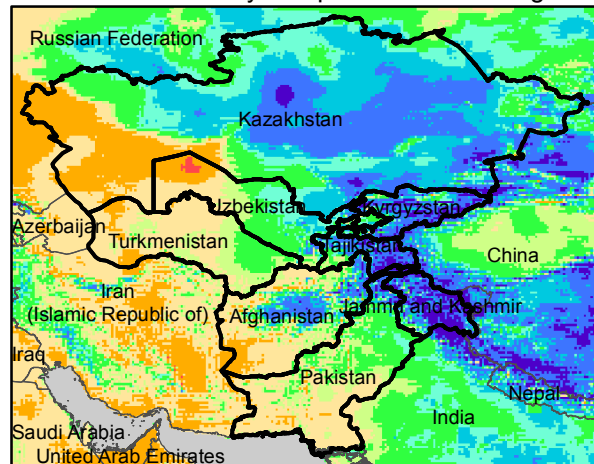 Russian Federation
Kazakhstan
Izbekistan
Kyrgyzstan
Azerbaijan
Turkmenistan
Tajikistan
China
Iran
(Islamic Republic of)
Afghanistan
Jammu and Kashmir
Iraq
Pakistan
Nepal
India
Saudi Arabia
United Arab Emirates